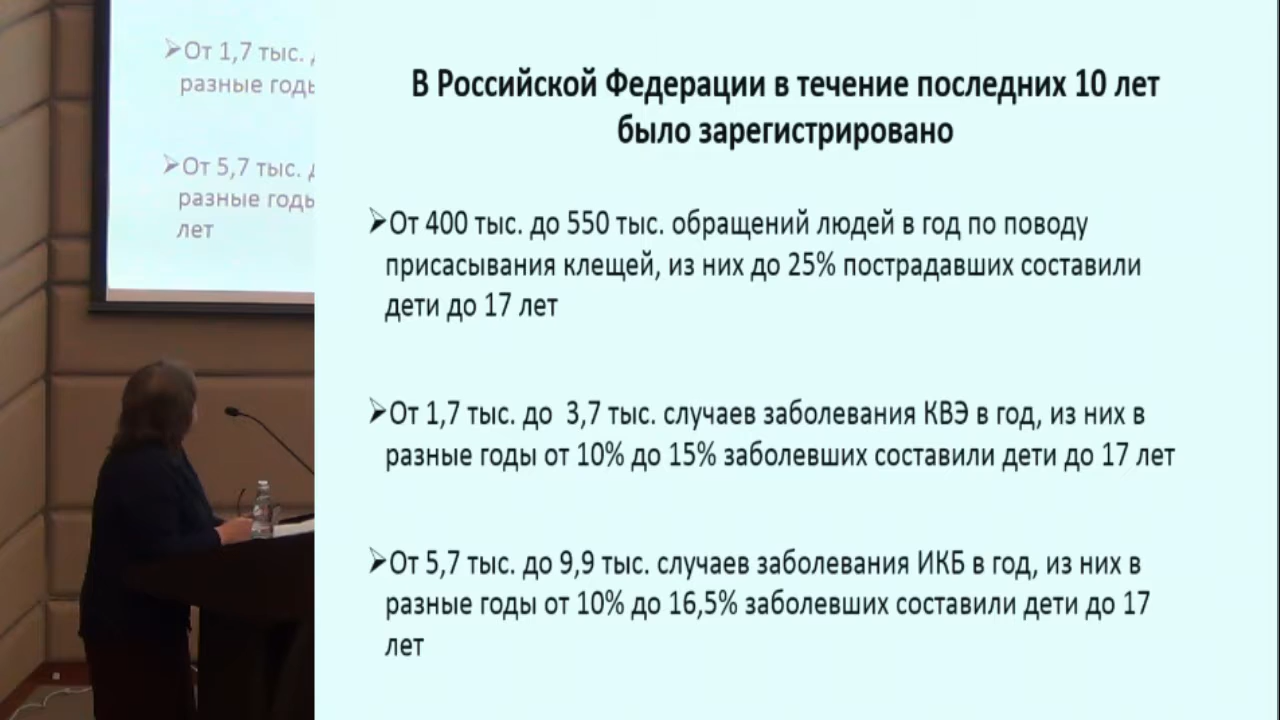 От 1,7 тыс.
разные годы
От 5,7 тыс.
разные годы
лет
В Российской Федерации в течение последних 10 лет
было зарегистрировано
От 400 тыс. до 550 тыс. обращений людей в год по поводу
присасывания клещей, из них до 25% пострадавших составили
дети до 17 лет
От 1,7 тыс. до 3,7 тыс. случаев заболевания КВЭ в год, из них в
разные годы от 10% до 15% заболевших составили дети до 17 лет
От 5,7 тыс. до 9,9 тыс. случаев заболевания ИКБ в год, из них в
разные годы от 10% до 16,5% заболевших составили дети до 17
лет